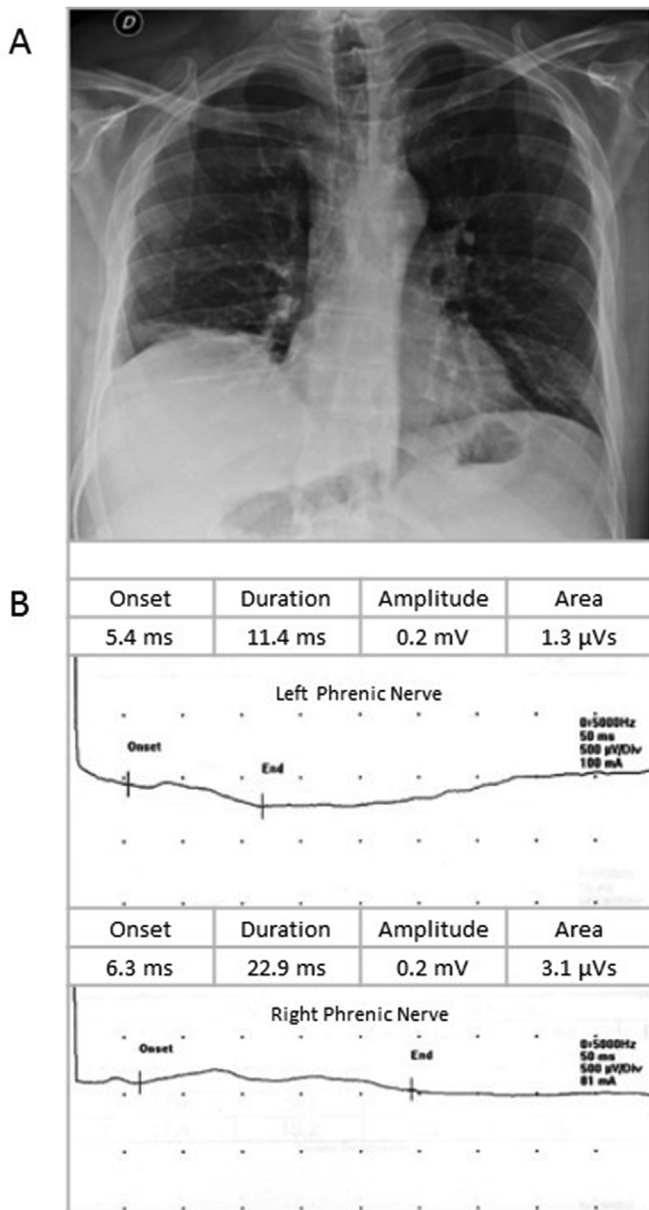 A
D
B
Onset Duration Amplitude Area
5.4 ms 11.4 ms 0.2 mV 1.3 µVs
Left Phrenic Nerve
Onset
End
0:5000Hz
50 ms
500 µV/Div
100 mA
Onset Duration Amplitude Area
6.3 ms 22.9 ms 0.2 mV 3.1 µVs
Right Phrenic Nerve
Onset
End
0:5000Hz
50 ms
500 µV/Div
81 mA